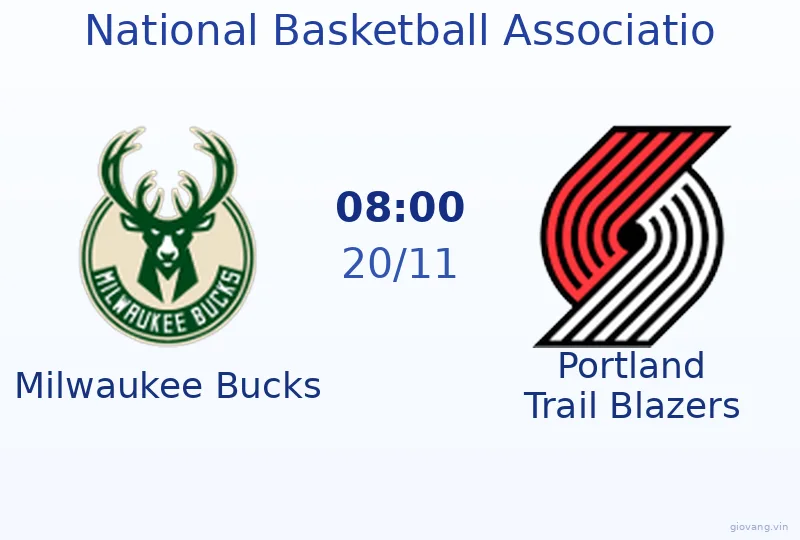 National Basketball Associatio
MILWAUKEE BUCKS
08:00
20/11
Milwaukee Bucks
Portland
Trail Blazers
giovang.vin